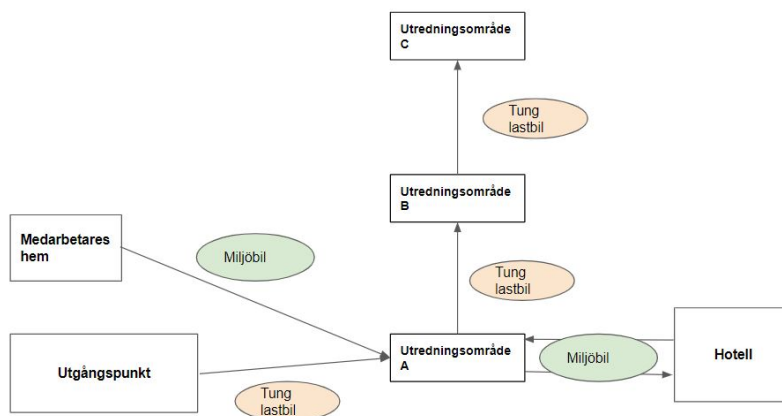 Utredningsområde
C
Tung
lastbil
Utredningsområde
B
Medarbetares
hem
Miljöbil
Tung
lastbil
Utgångspunkt
Utredningsområde
A
Miljöbil
Hotell
Tung
lastbil